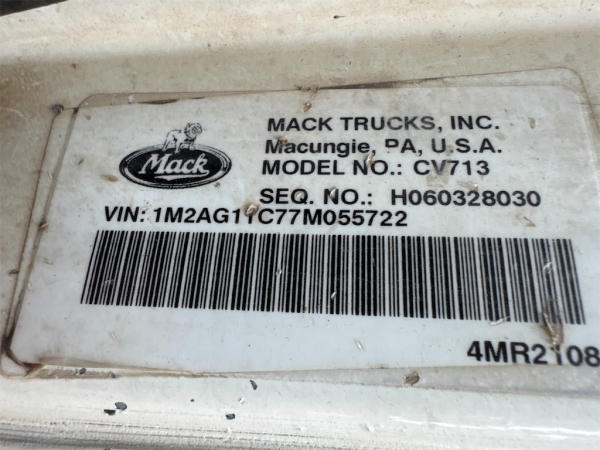 Mack
MACK TRUCKS, INC.
Macungie, PA, U.S.A.
MODEL NO.: CV713
SEQ. NO.: H060328030
VIN: 1M2AG11C77M055722
4MR2108